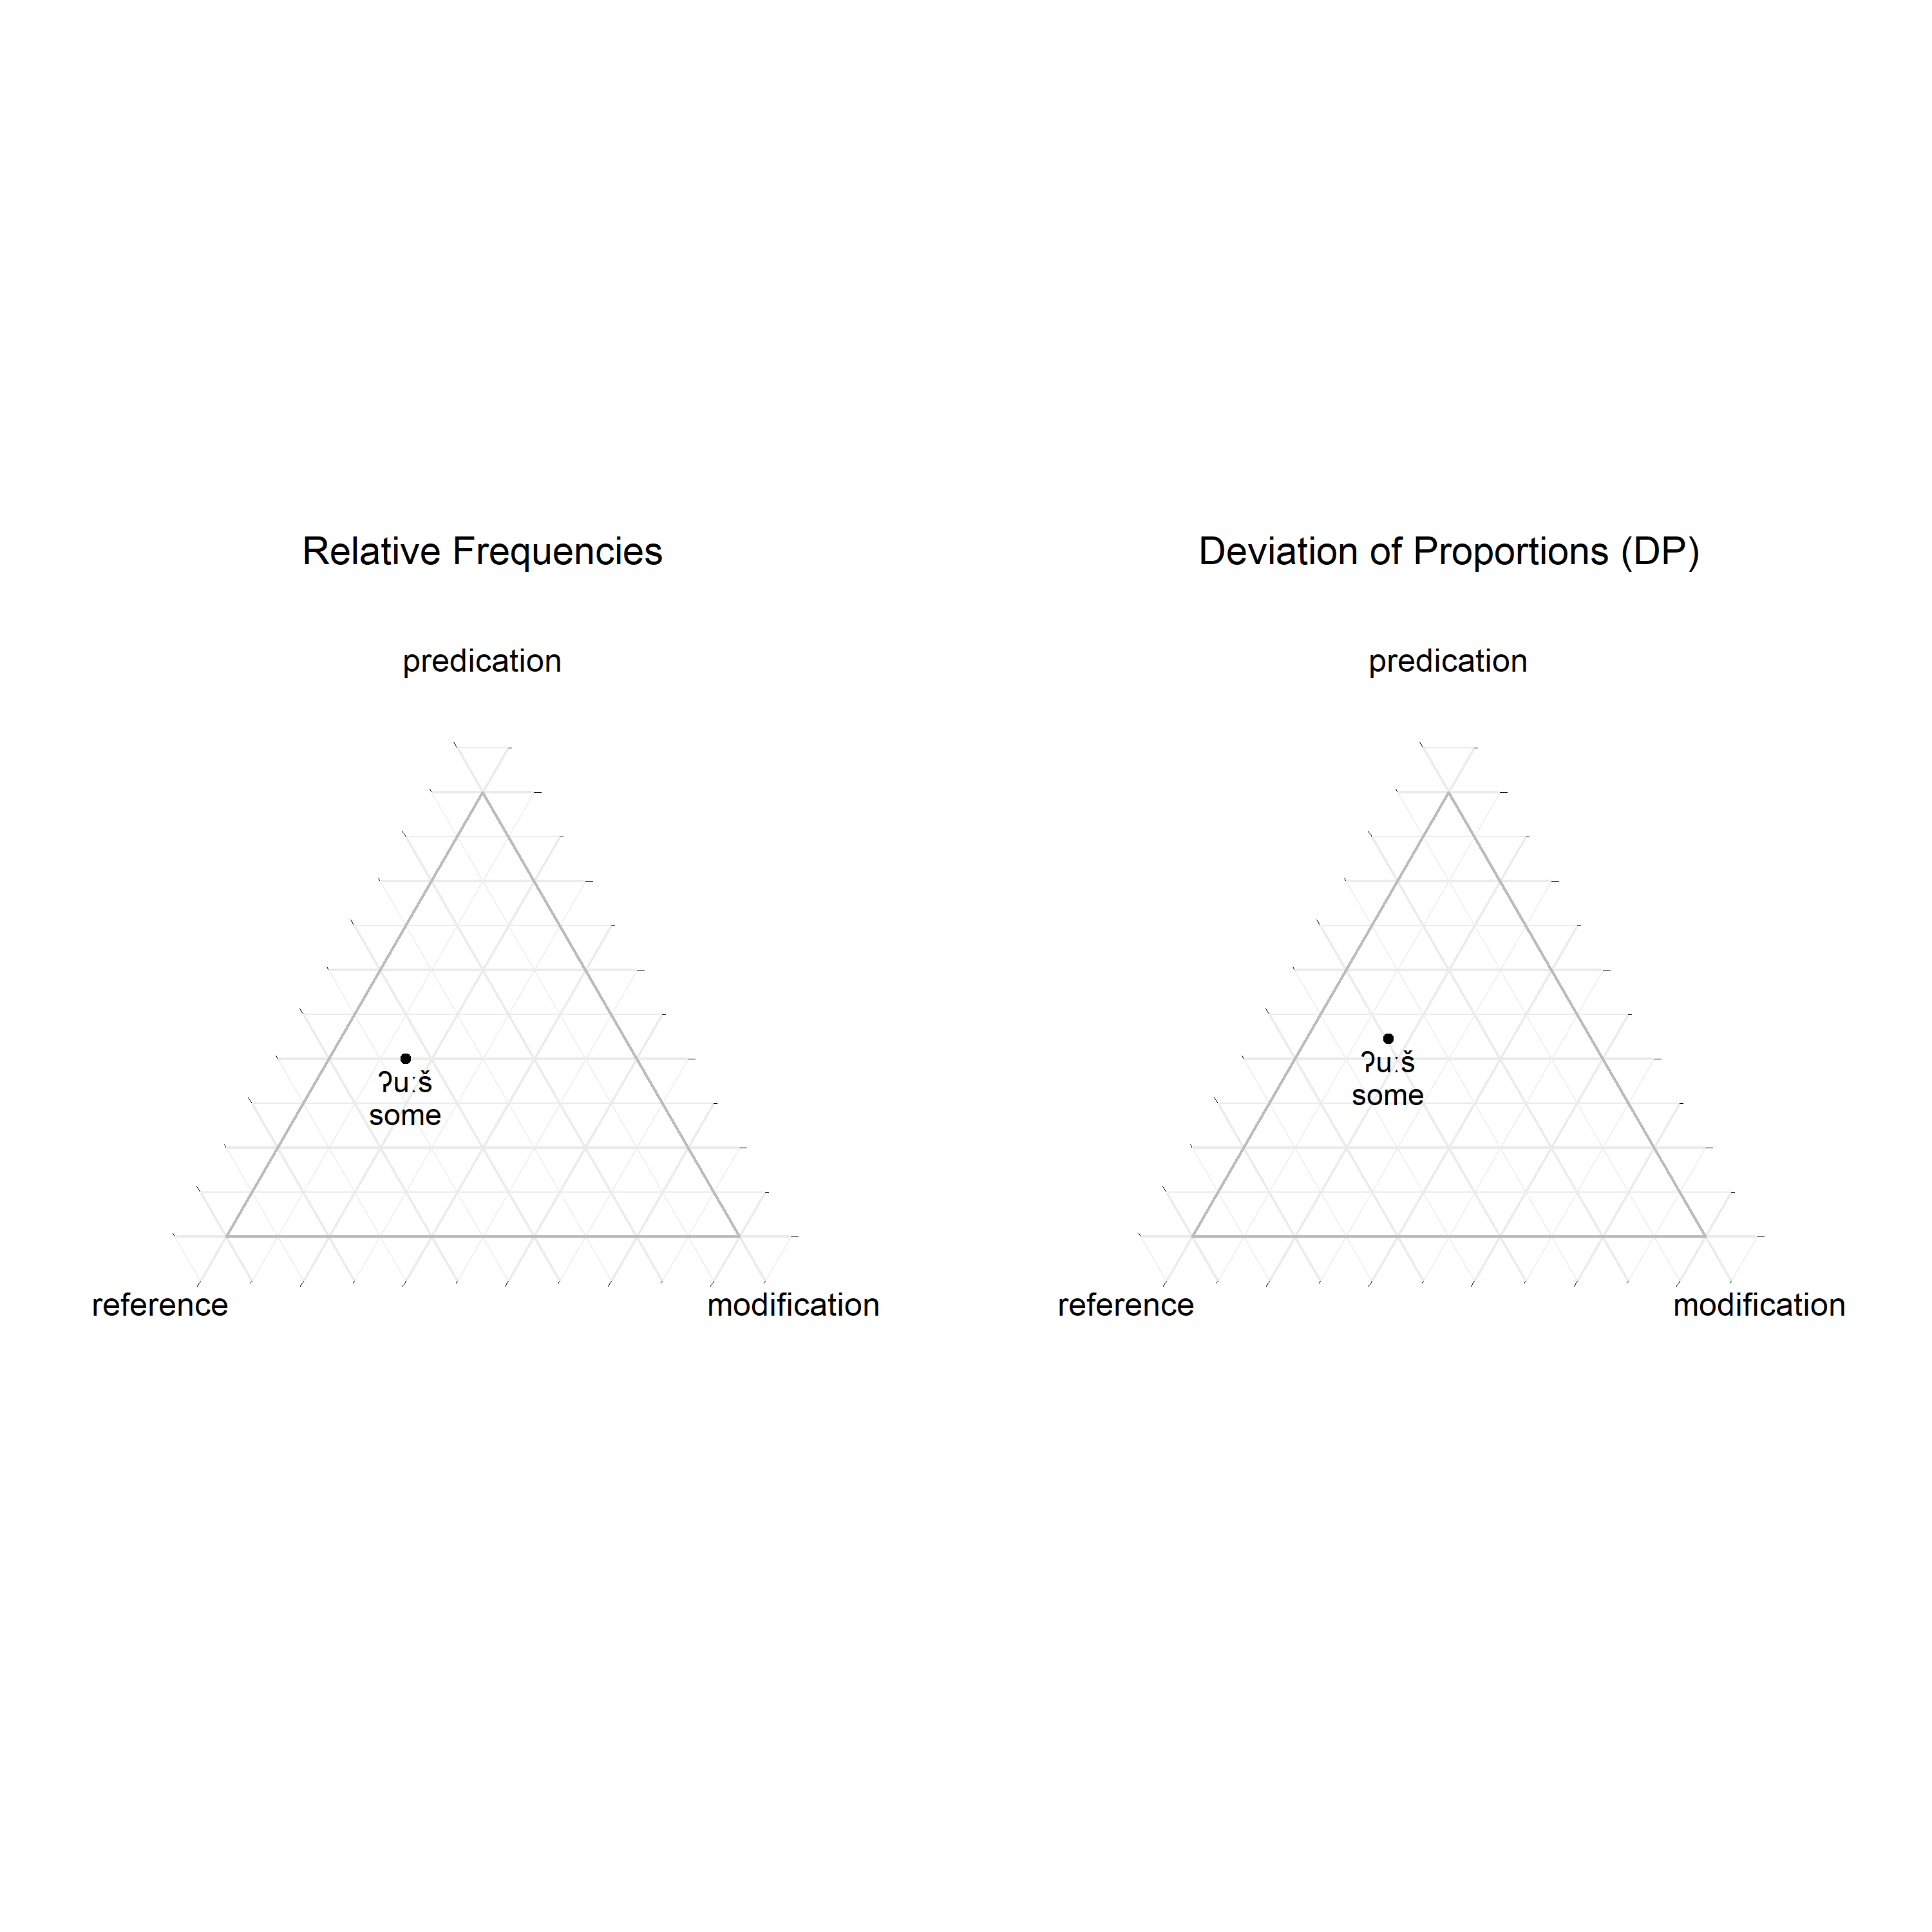 Relative Frequencies
predication
ʔuːš
some
reference
modification
Deviation of Proportions (DP)
predication
ʔuːš
some
reference
modification